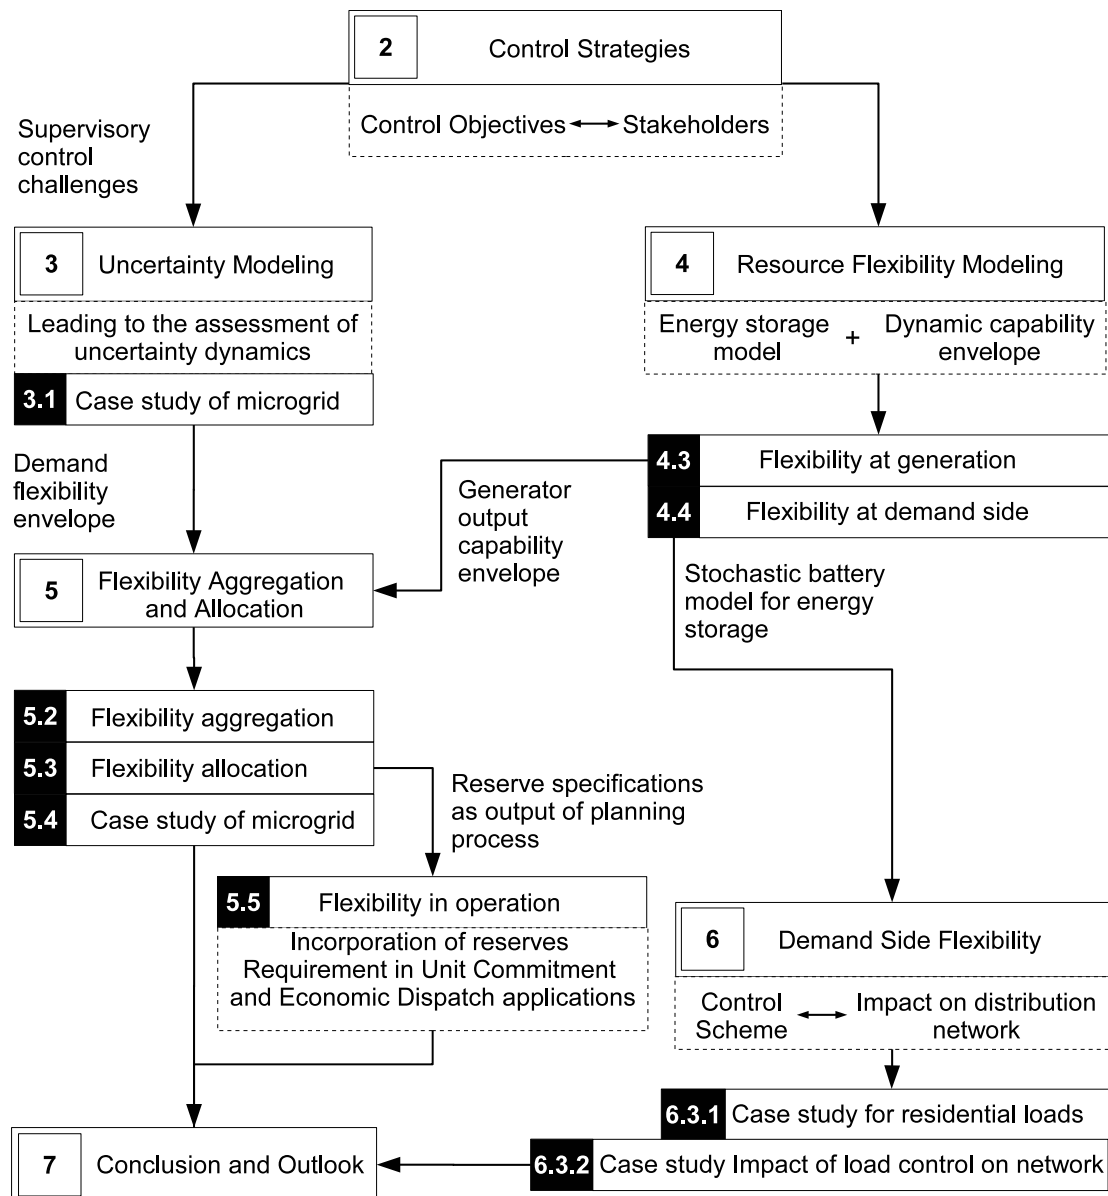 2 Control Strategies
Control Objectives Stakeholders
Supervisory
control
challenges
3 Uncertainty Modeling
Leading to the assessment of
uncertainty dynamics
3.1 Case study of microgrid
4 Resource Flexibility Modeling
Energy storage
model
+
Dynamic capability
envelope
Demand
flexibility
envelope
4.3 Flexibility at generation
4.4 Flexibility at demand side
Generator
output
capability
envelope
Stochastic battery
model for energy
storage
5 Flexibility Aggregation
and Allocation
5.2 Flexibility aggregation
5.3 Flexibility allocation
5.4 Case study of microgrid
Reserve specifications
as output of planning
process
5.5 Flexibility in operation
Incorporation of reserves
Requirement in Unit Commitment
and Economic Dispatch applications
6 Demand Side Flexibility
Control
Scheme
Impact on distribution
network
6.3.1 Case study for residential loads
6.3.2 Case study Impact of load control on network
7 Conclusion and Outlook